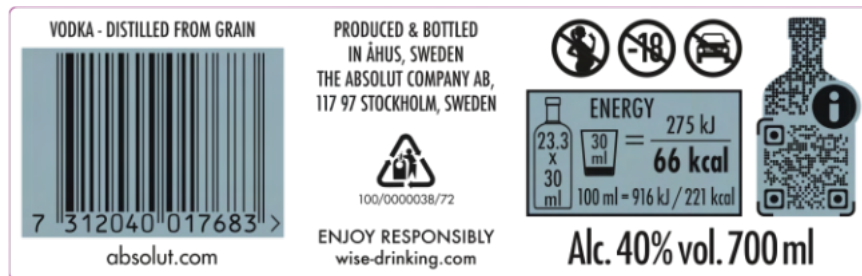 VODKA - DISTILLED FROM GRAIN
7 312040 017683 >
absolut.com
PRODUCED & BOTTLED
IN ÅHUS, SWEDEN
THE ABSOLUT COMPANY AB,
117 97 STOCKHOLM, SWEDEN
100/0000038/72
ENJOY RESPONSIBLY
wise-drinking.com
-18
ENERGY
23.3
x
30
ml
30
ml
=
275 kJ
66 kcal
100 ml = 916 kJ / 221 kcal
i
Alc. 40% vol. 700 ml